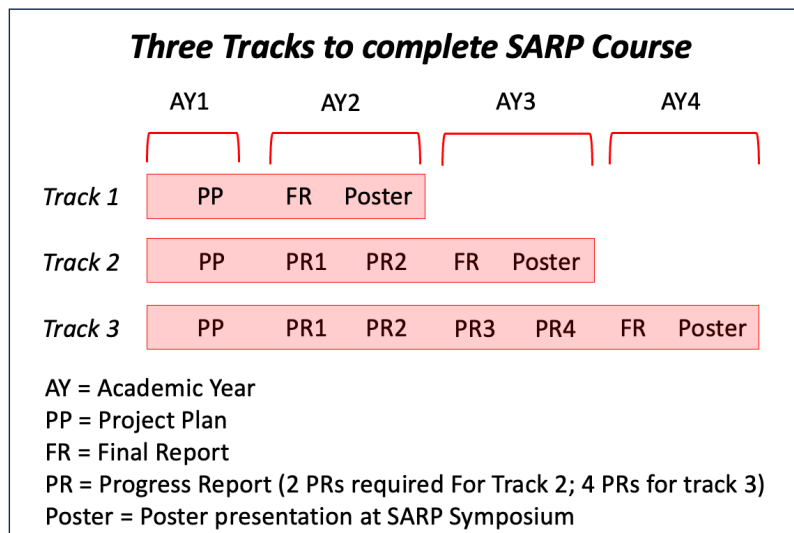 Three Tracks to complete SARP Course
AY1 AY2 AY3 AY4
Track 1 PP FR Poster
Track 2 PP PR1 PR2 FR Poster
Track 3 PP PR1 PR2 PR3 PR4 FR Poster
AY = Academic Year
PP = Project Plan
FR = Final Report
PR = Progress Report (2 PRs required For Track 2; 4 PRs for track 3)
Poster = Poster presentation at SARP Symposium